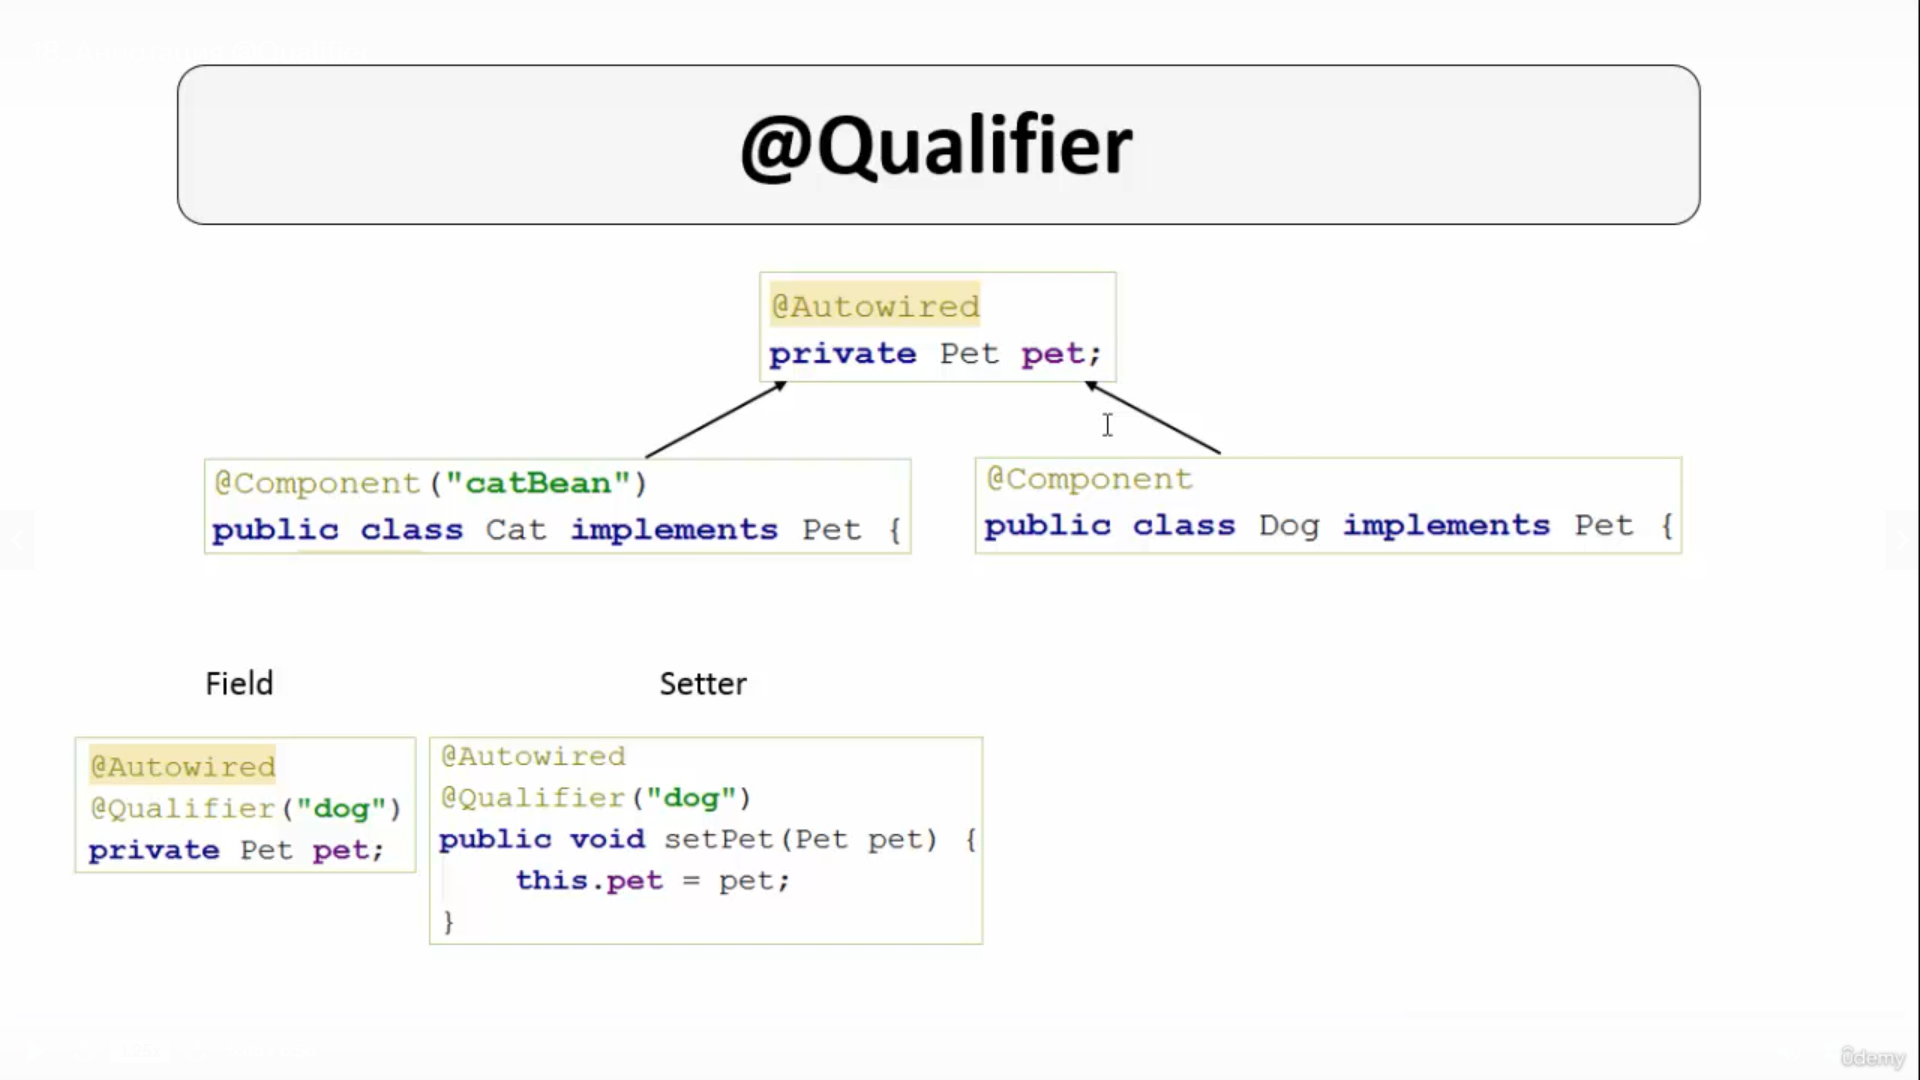 @Qualifier
@Autowired
private Pet pet;
@Component("catBean")
public class Cat implements Pet {
@Component
public class Dog implements Pet {
Field
Setter
@Autowired
@Qualifier("dog")
private Pet pet;
@Autowired
@Qualifier("dog")
public void setPet(Pet pet) {
this.pet = pet;
}
ûdemy